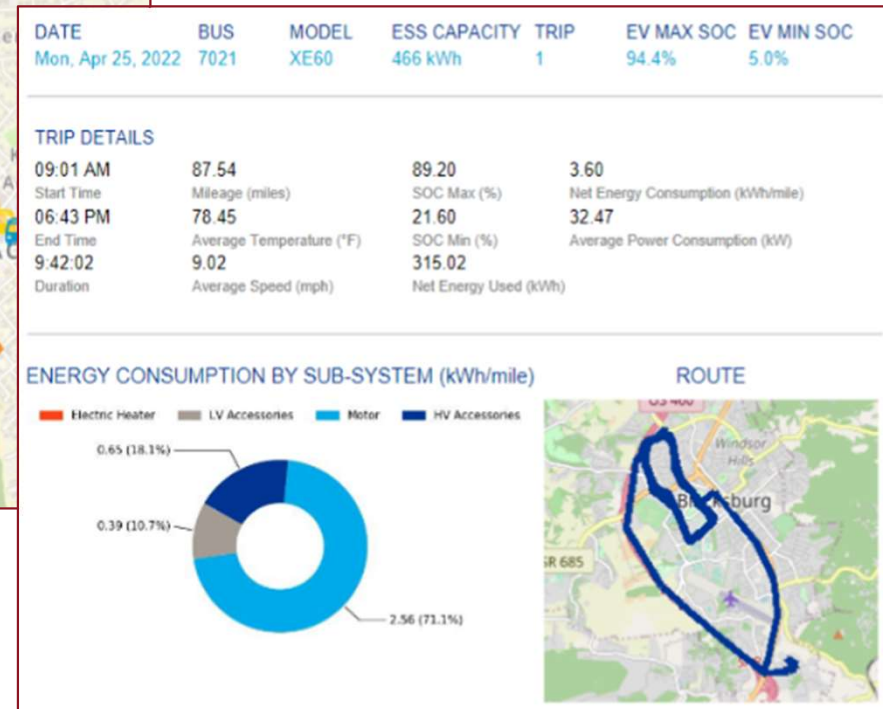 DATE BUS MODEL ESS CAPACITY TRIP EV MAX SOC EV MIN SOC
Mon, Apr 25, 2022 7021 XE60 466 kWh 1 94.4% 5.0%
TRIP DETAILS
09:01 AM 87.54 89.20 3.60
Start Time Mileage (miles) SOC Max (%) Net Energy Consumption (kWh/mile)
06:43 PM 78.45 21.60 32.47
End Time Average Temperature (°F) SOC Min (%) Average Power Consumption (kW)
9:42:02 9.02 315.02
Duration Average Speed (mph) Net Energy Used (kWh)
ENERGY CONSUMPTION BY SUB-SYSTEM (kWh/mile) ROUTE
Electric Heater LV Accessories Motor HV Accessories
0.65 (18.1%)
0.39 (10.7%)
2.56 (71.1%)
US 460
Windsor
Hills
Blacksburg
SR 685